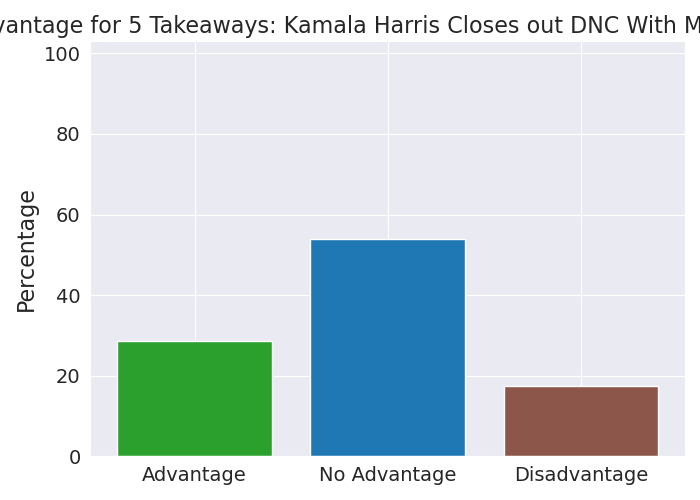 vantage for 5 Takeaways: Kamala Harris Closes out DNC With M
100
80
60
40
20
0
Percentage
Advantage No Advantage Disadvantage